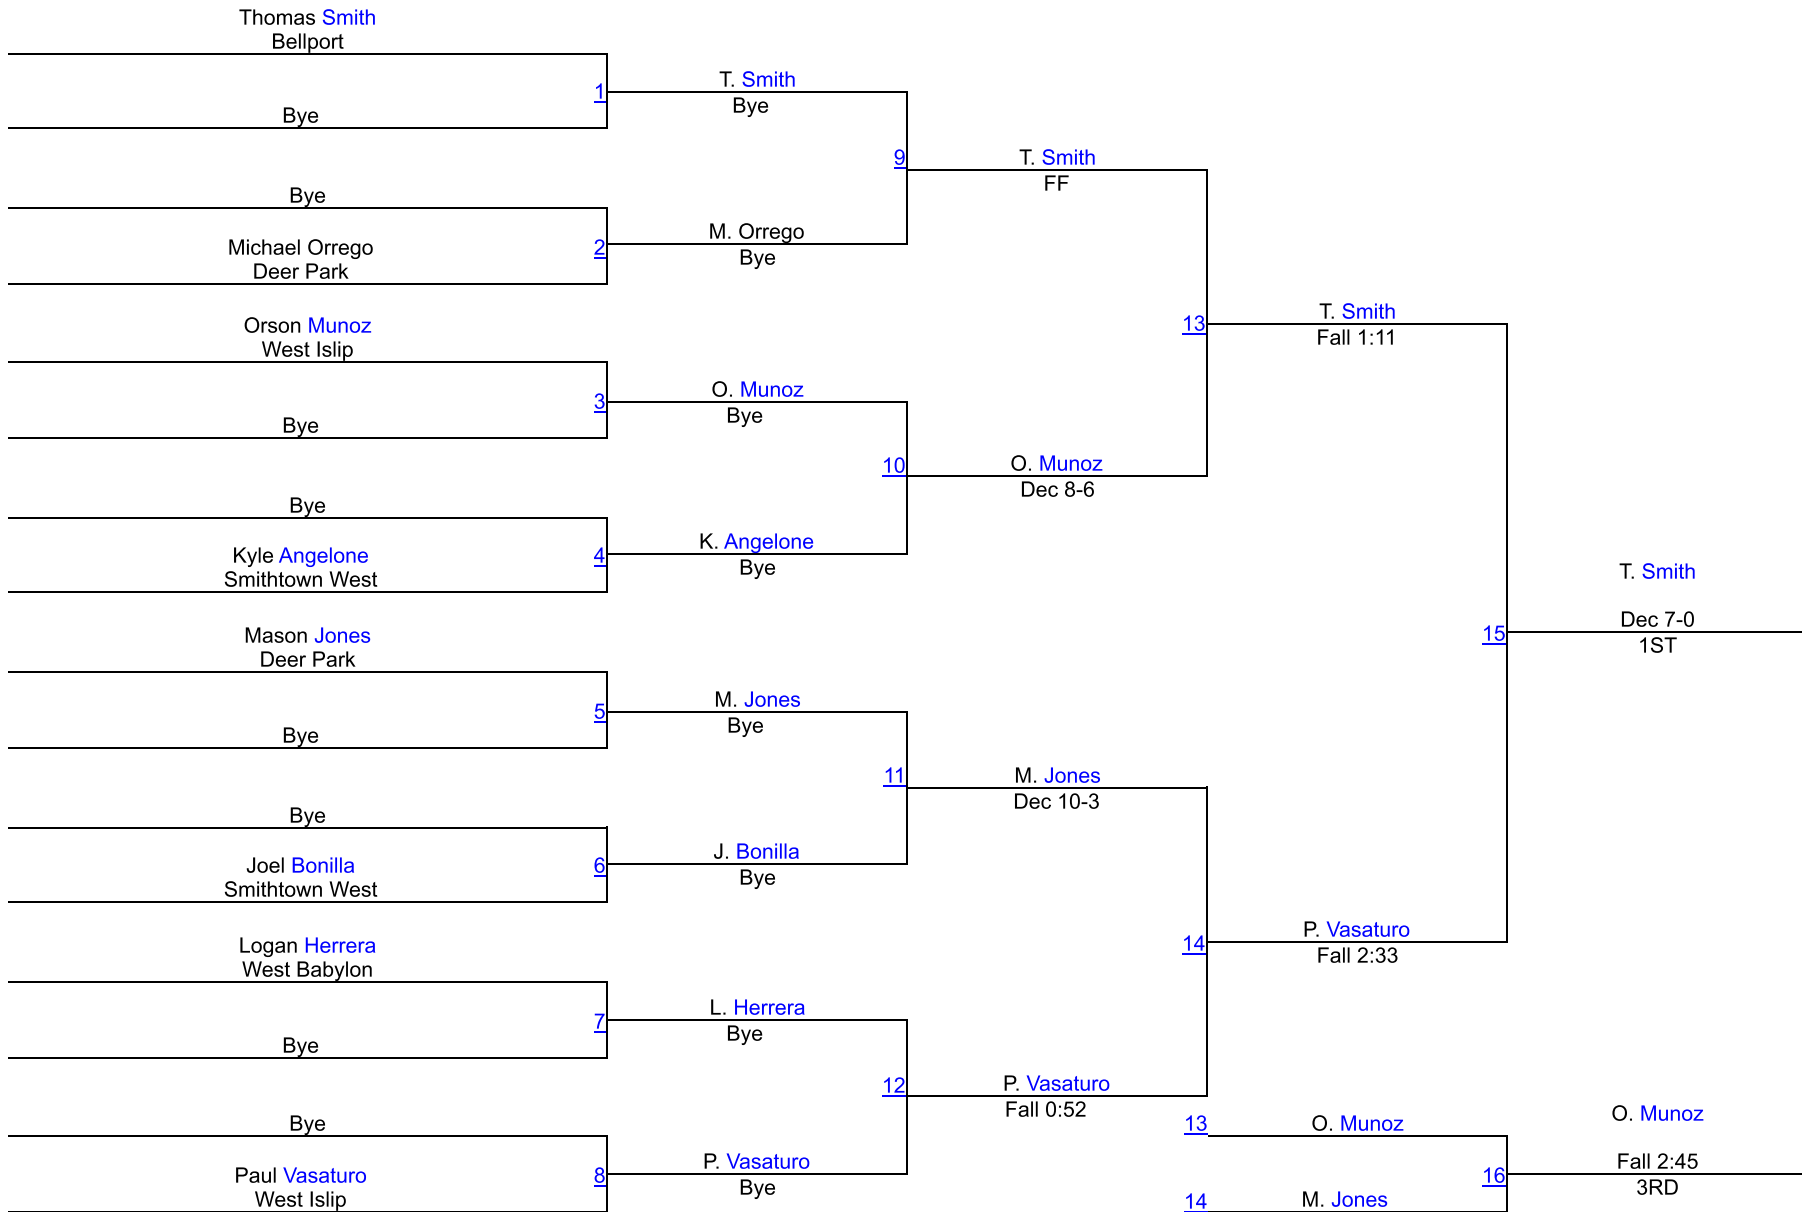 Thomas Smith
Bellport
Bye
1
Bye
Michael Orrego
Deer Park
2
Orson Munoz
West Islip
Bye
3
Bye
Kyle Angelone
Smithtown West
4
Mason Jones
Deer Park
Bye
5
Bye
Joel Bonilla
Smithtown West
6
Logan Herrera
West Babylon
Bye
7
Bye
Paul Vasaturo
West Islip
8
T. Smith
Bye
9
M. Orrego
Bye
O. Munoz
Bye
10
K. Angelone
Bye
M. Jones
Bye
11
J. Bonilla
Bye
L. Herrera
Bye
12
P. Vasaturo
Bye
T. Smith
FF
13
O. Munoz
Dec 8-6
M. Jones
Dec 10-3
14
P. Vasaturo
Fall 0:52
T. Smith
Fall 1:11
15
P. Vasaturo
Fall 2:33
T. Smith
Dec 7-0
1ST
13
O. Munoz
14
M. Jones
16
O. Munoz
Fall 2:45
3RD